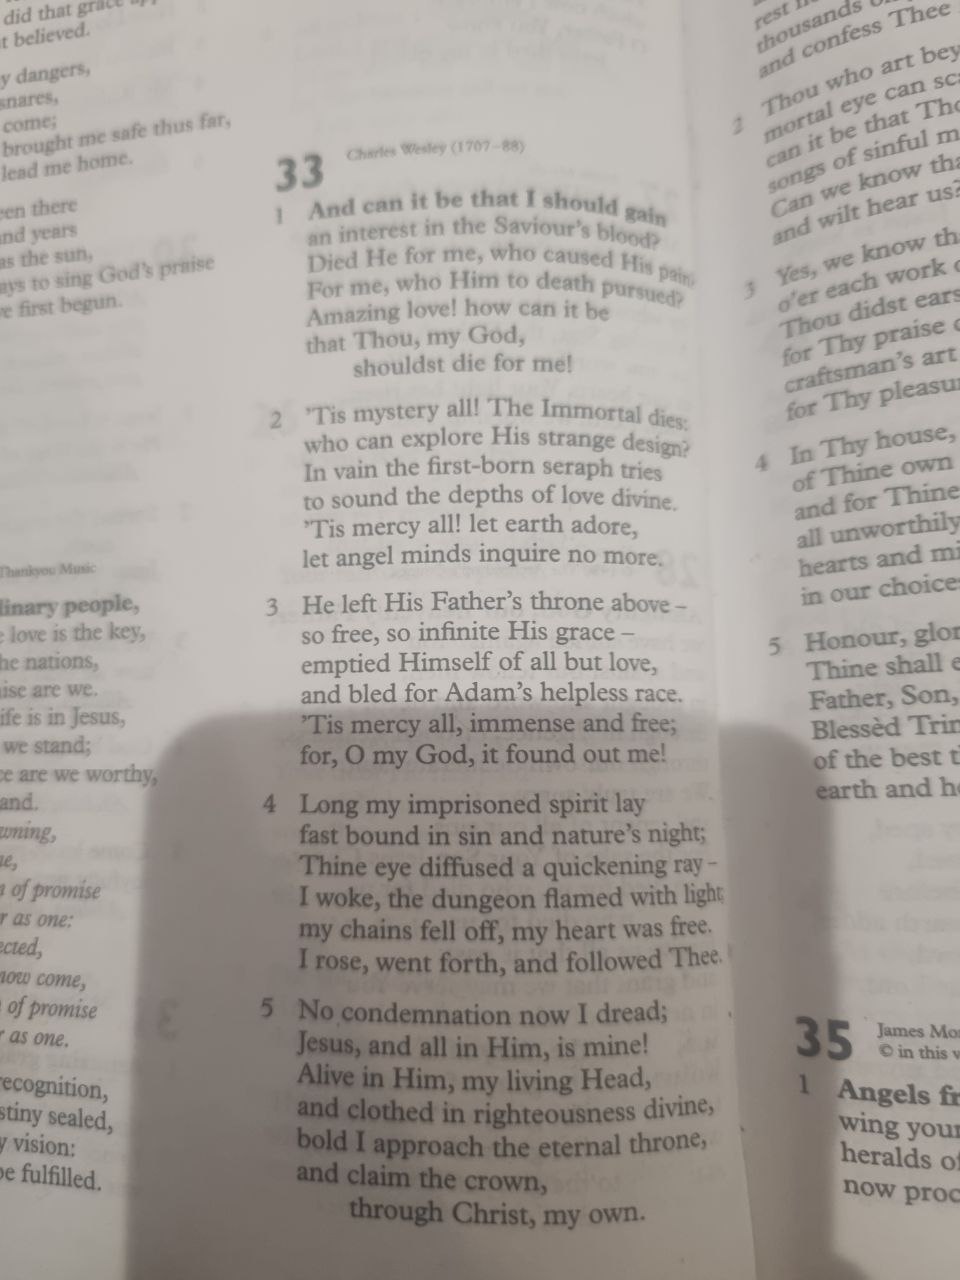 did that grace
t believed.
y dangers,
snares,
come;
brought me safe thus far,
lead me home.
een there
nd years
as the sun,
ays to sing God's praise
e first begun.
Thankyou Music
linary people,
e love is the key,
he nations,
ise are we.
ife is in Jesus,
we stand;
ce are we worthy,
and.
wning,
ne,
n of promise
r as one:
ected,
now come,
of promise
r as one.
recognition,
stiny sealed,
y vision:
be fulfilled.
33
Charles Wesley (1707–88)
1 And can it be that I should gain
an interest in the Saviour's blood?
Died He for me, who caused His pain
For me, who Him to death pursued?
Amazing love! how can it be
that Thou, my God,
shouldst die for me!
2 'Tis mystery all! The Immortal dies:
who can explore His strange design?
In vain the first-born seraph tries
to sound the depths of love divine.
'Tis mercy all! let earth adore,
let angel minds inquire no more.
3 He left His Father's throne above –
so free, so infinite His grace –
emptied Himself of all but love,
and bled for Adam's helpless race.
'Tis mercy all, immense and free;
for, O my God, it found out me!
4 Long my imprisoned spirit lay
fast bound in sin and nature's night;
Thine eye diffused a quickening ray –
I woke, the dungeon flamed with light
my chains fell off, my heart was free.
I rose, went forth, and followed Thee.
5 No condemnation now I dread;
Jesus, and all in Him, is mine!
Alive in Him, my living Head,
and clothed in righteousness divine,
bold I approach the eternal throne,
and claim the crown,
through Christ, my own.
rest
thousands
and confess Thee
2 Thou who art bey
mortal eye can sca
can it be that Tho
songs of sinful m
Can we know tha
and wilt hear us?
3 Yes, we know th
o'er each work o
Thou didst ears
for Thy praise o
craftsman's art
for Thy pleasu
4 In Thy house,
of Thine own
and for Thine
all unworthily
hearts and mi
in our choices
5 Honour, glor
Thine shall e
Father, Son,
Blessèd Trin
of the best t
earth and he
35
James Mo
© in this v
1 Angels fr
wing your
heralds of
now proc